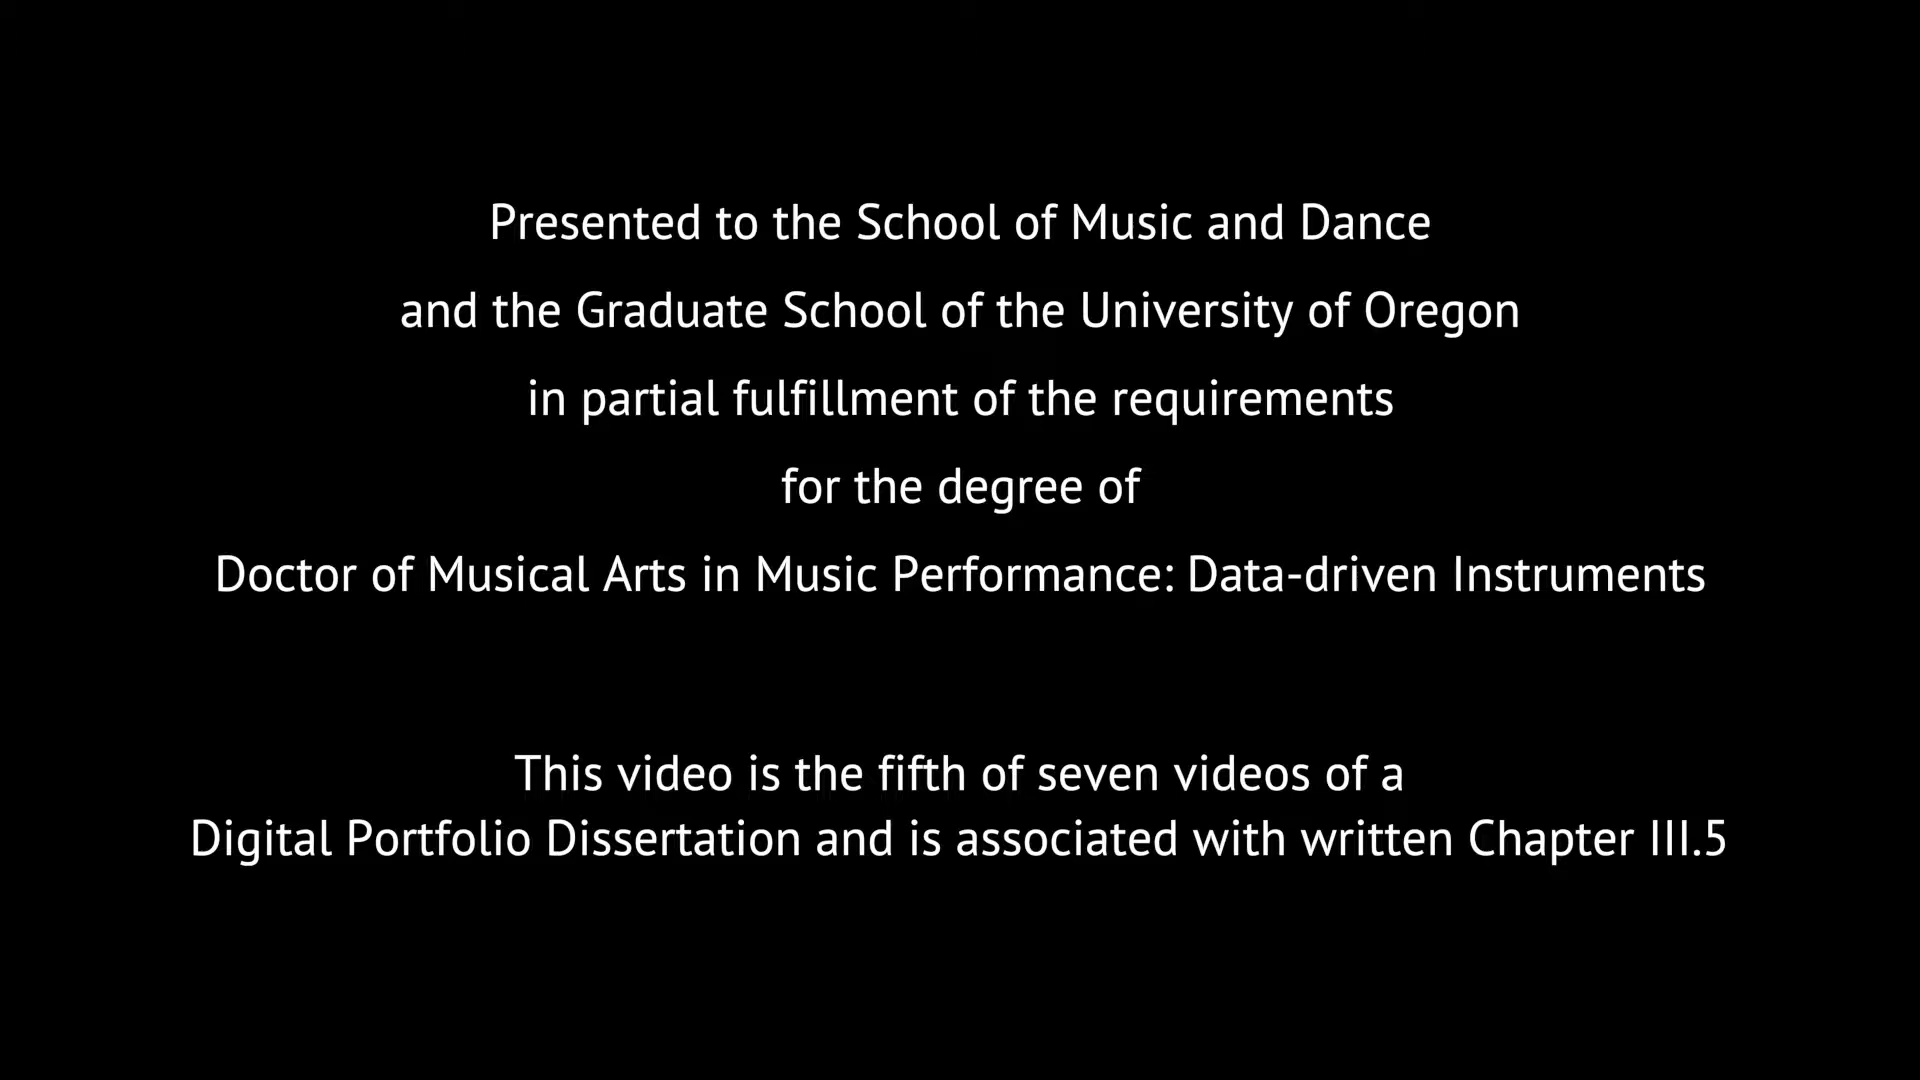 Presented to the School of Music and Dance
and the Graduate School of the University of Oregon
in partial fulfillment of the requirements
for the degree of
Doctor of Musical Arts in Music Performance: Data-driven Instruments
This video is the fifth of seven videos of a
Digital Portfolio Dissertation and is associated with written Chapter III.5